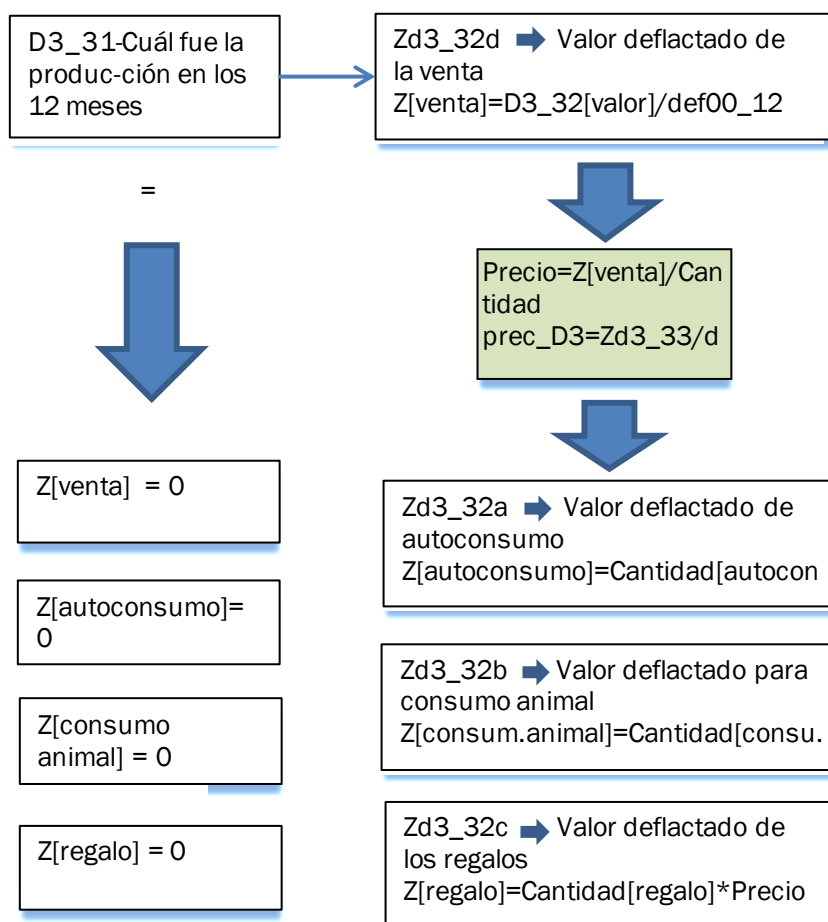 D3_31-Cuál fue la
produc-ción en los
12 meses
Zd3_32d Valor deflactado de
la venta
Z[venta]=D3_32[valor]/def00_12
=
Precio=Z[venta]/Can
tidad
prec_D3=Zd3_33/d
Z[venta] = 0
Z[autoconsumo]=
0
Z[consumo
animal] = 0
Z[regalo] = 0
Zd3_32a Valor deflactado de
autoconsumo
Z[autoconsumo]=Cantidad[autocon
Zd3_32b Valor deflactado para
consumo animal
Z[consum.animal]=Cantidad[consu.
Zd3_32c Valor deflactado de
los regalos
Z[regalo]=Cantidad[regalo]*Precio